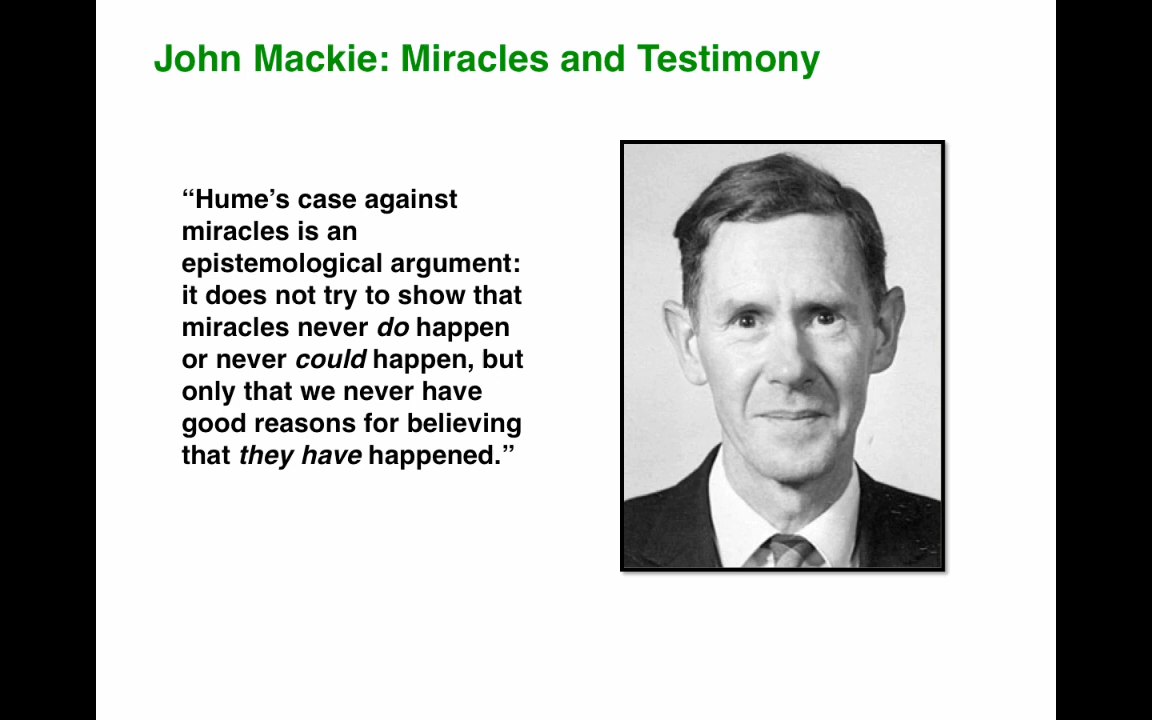 John Mackie: Miracles and Testimony
“Hume’s case against
miracles is an
epistemological argument:
it does not try to show that
miracles never do happen
or never could happen, but
only that we never have
good reasons for believing
that they have happened.”